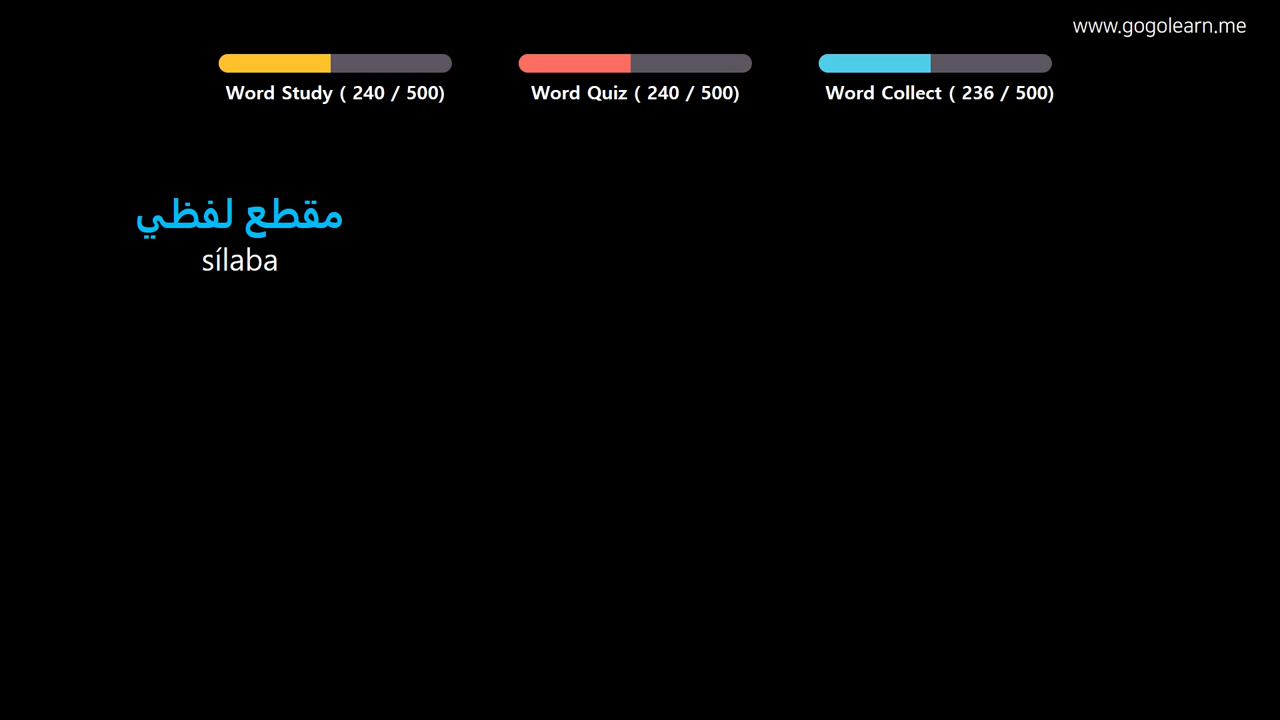 www.gogolearn.me
Word Study ( 240 / 500)
Word Quiz ( 240 / 500)
Word Collect ( 236 / 500)
مقطع لفظي
sílaba